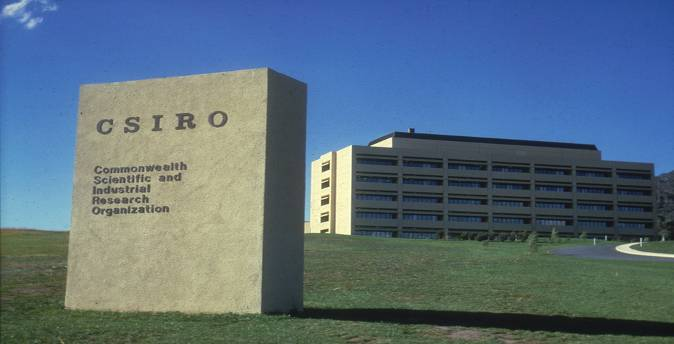 CSIRO
Commonwealth
Scientific and
Industrial
Research
Organization